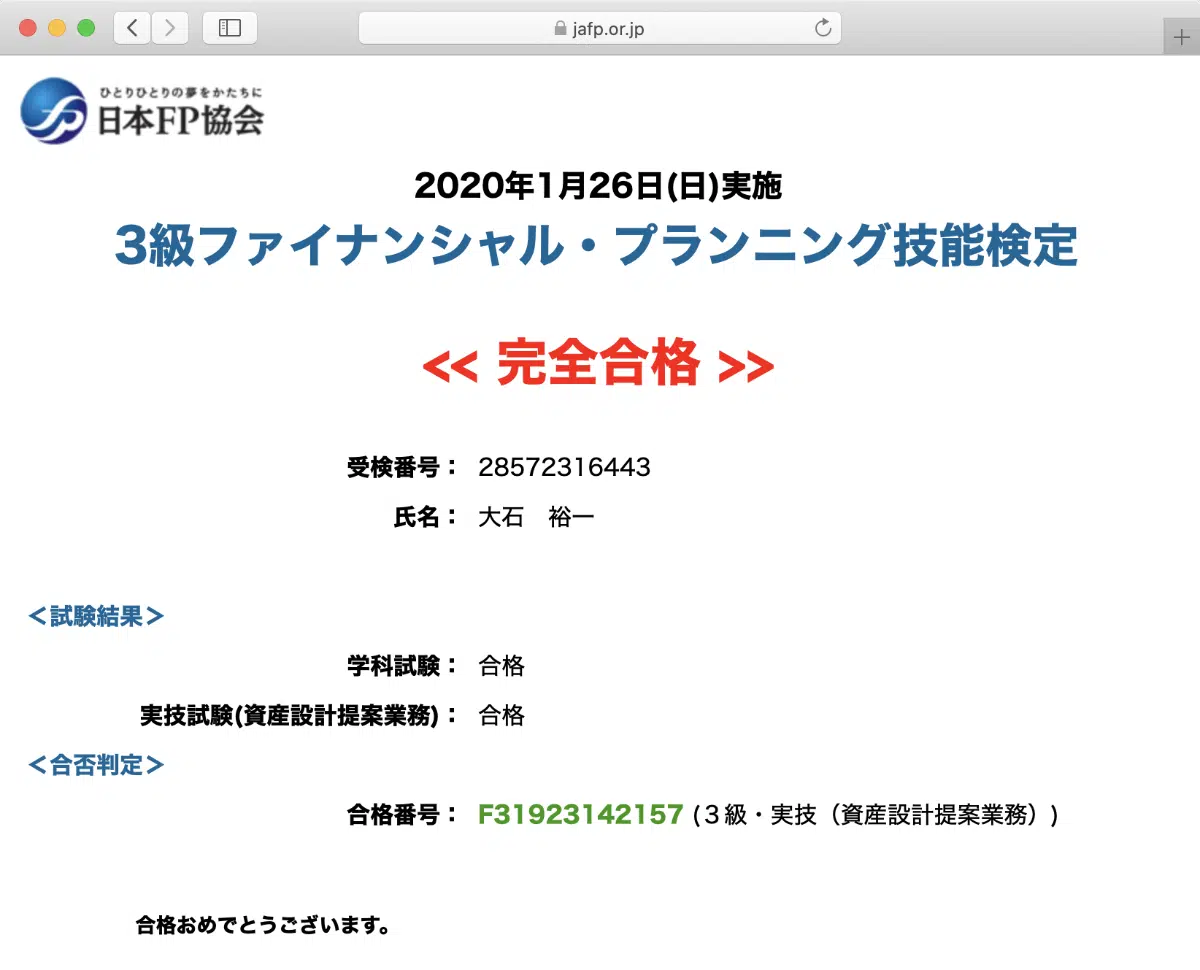 jafp.or.jp
ひとりひとりの夢をかたちに
日本FP協会
2020年1月26日(日)実施
3級ファイナンシャル・プランニング技能検定
<< 完全合格 >>
受検番号： 28572316443
氏名： 大石　裕一
＜試験結果＞
学科試験： 合格
実技試験(資産設計提案業務)： 合格
＜合否判定＞
合格番号： F31923142157 (３級・実技（資産設計提案業務）)
合格おめでとうございます。